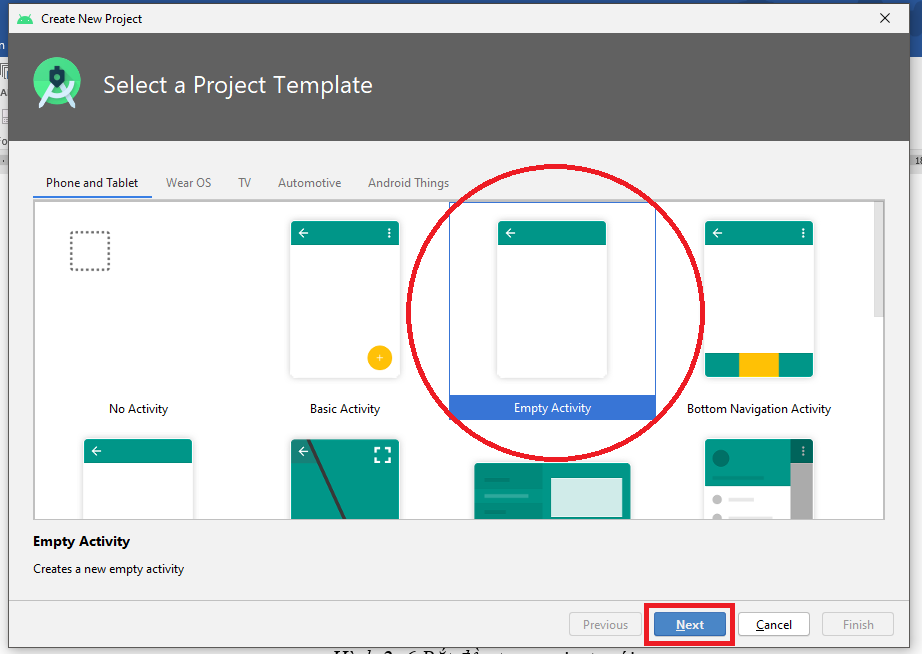 Create New Project
Select a Project Template
Phone and Tablet
Wear OS
TV
Automotive
Android Things
No Activity
Basic Activity
Empty Activity
Bottom Navigation Activity
Empty Activity
Creates a new empty activity
Previous
Next
Cancel
Finish